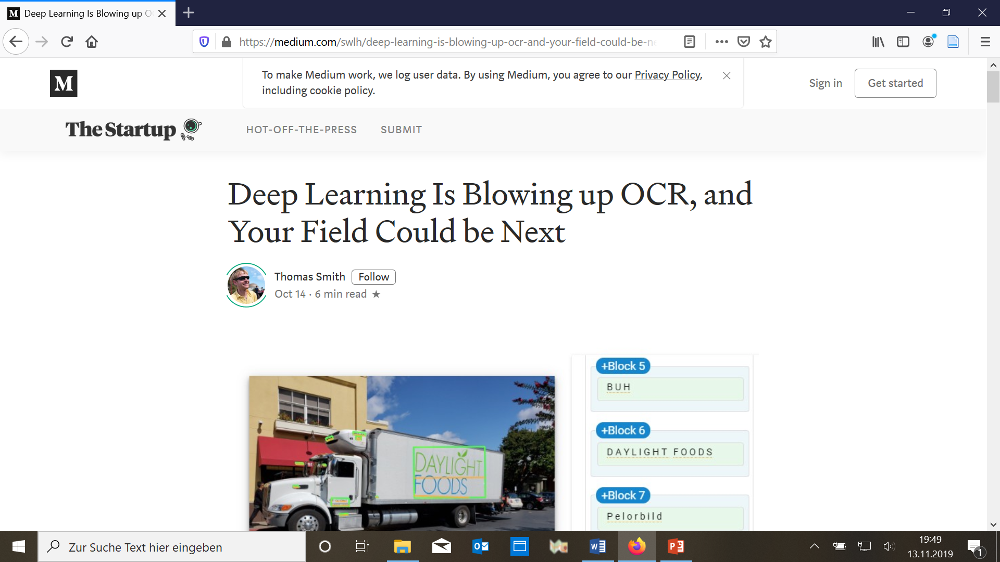 Deep Learning Is Blowing up O
https://medium.com/swlh/deep-learning-is-blowing-up-ocr-and-your-field-could-be-ne
M
To make Medium work, we log user data. By using Medium, you agree to our Privacy Policy,
including cookie policy.
Sign in
Get started
The Startup
HOT-OFF-THE-PRESS
SUBMIT
Deep Learning Is Blowing up OCR, and
Your Field Could be Next
Thomas Smith
Follow
Oct 14 · 6 min read ★
DAYLIGHT
FOODS
+Block 5
BUH
+Block 6
DAYLIGHT FOODS
+Block 7
Pelorbild
Zur Suche Text hier eingeben
19:49
13.11.2019
1